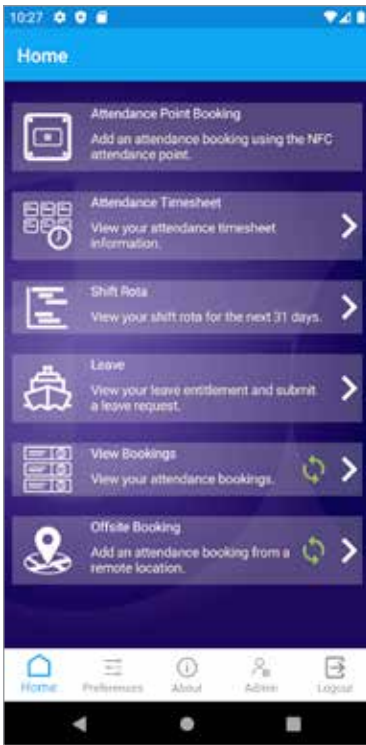 10:27
Home
Attendance Point Booking
Add an attendance booking using the NFC
attendance point.
Attendance Timesheet
View your attendance timesheet
information.
Shift Rota
View your shift rota for the next 31 days.
Leave
View your leave entitlement and submit
a leave request.
View Bookings
View your attendance bookings.
Offsite Booking
Add an attendance booking from a
remote location.
Home Preferences About Admin Logout